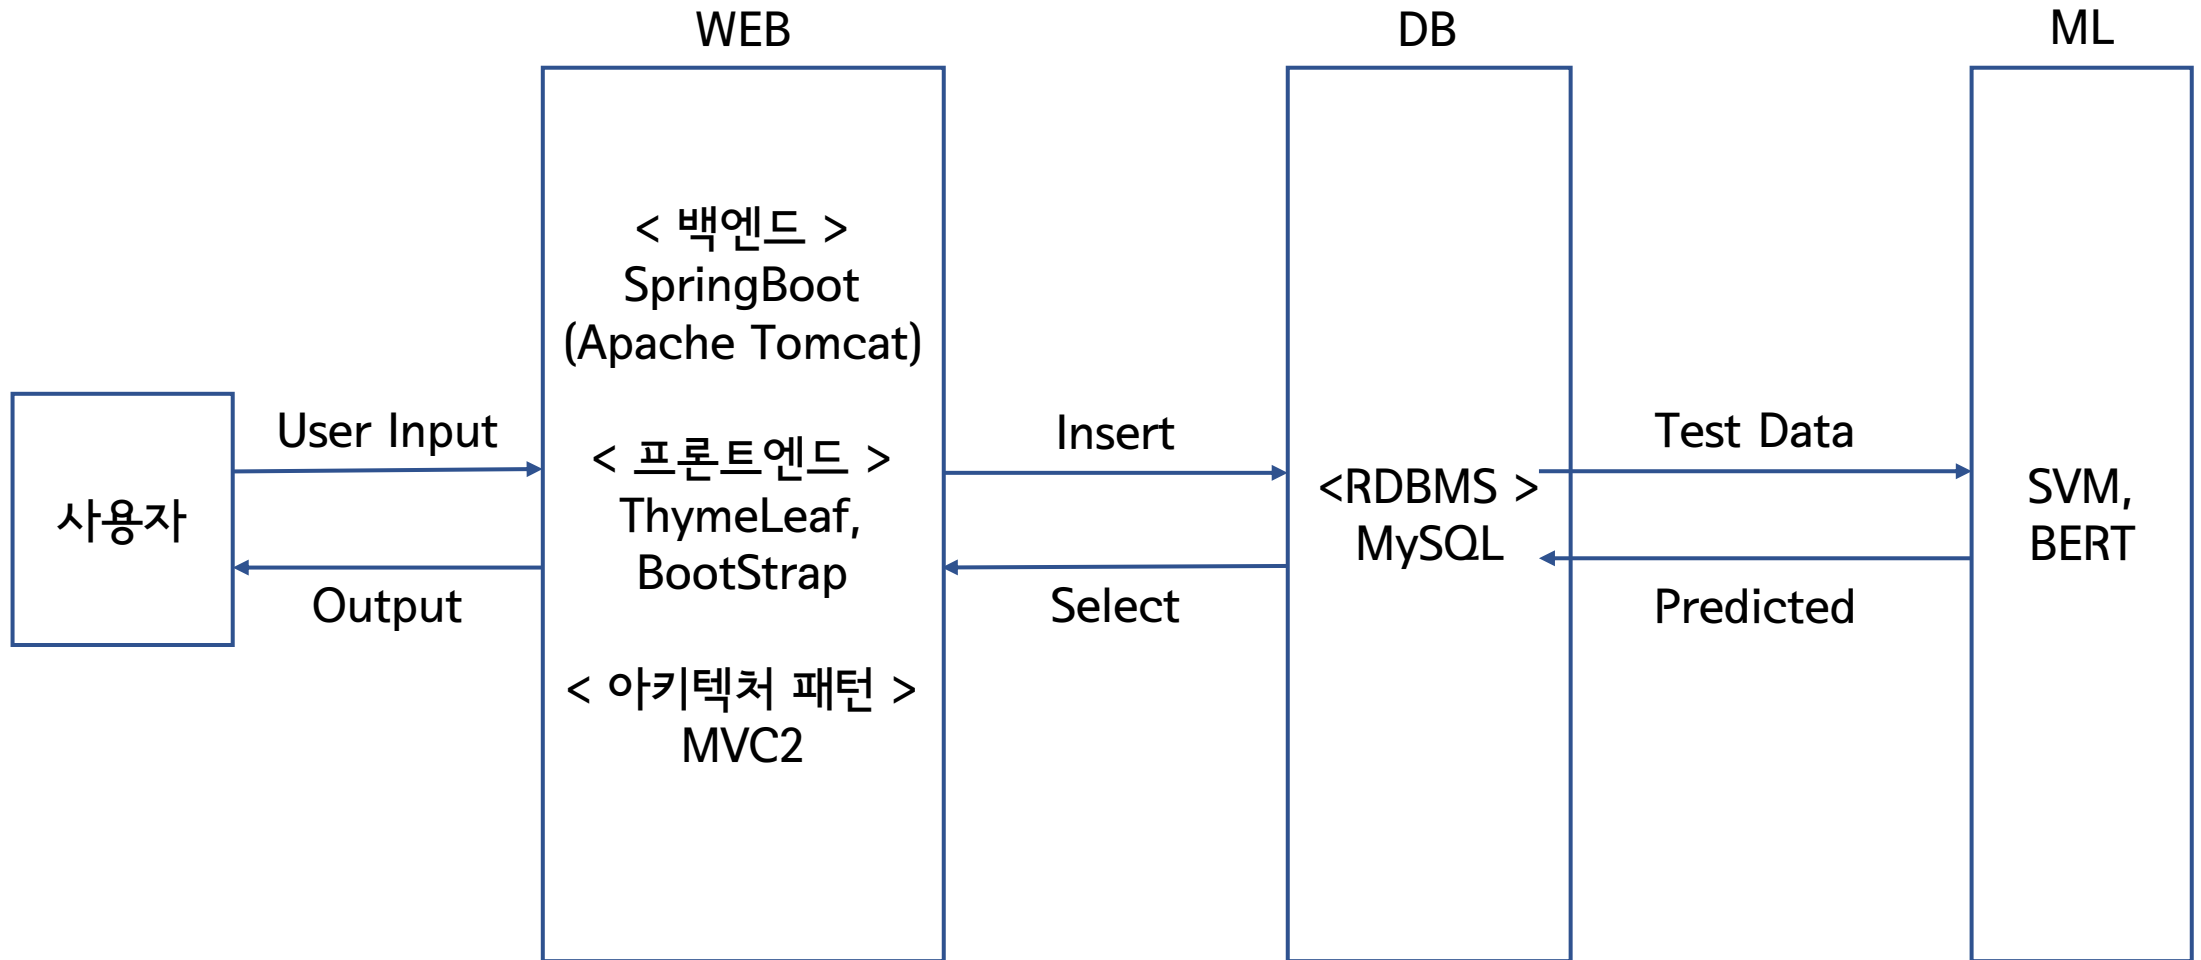 WEB
DB
ML
< 백엔드 >
SpringBoot
(Apache Tomcat)
< 프론트엔드 >
ThymeLeaf,
BootStrap
< 아키텍처 패턴 >
MVC2
사용자
User Input
Output
Insert
Select
<RDBMS >
MySQL
Test Data
Predicted
SVM,
BERT